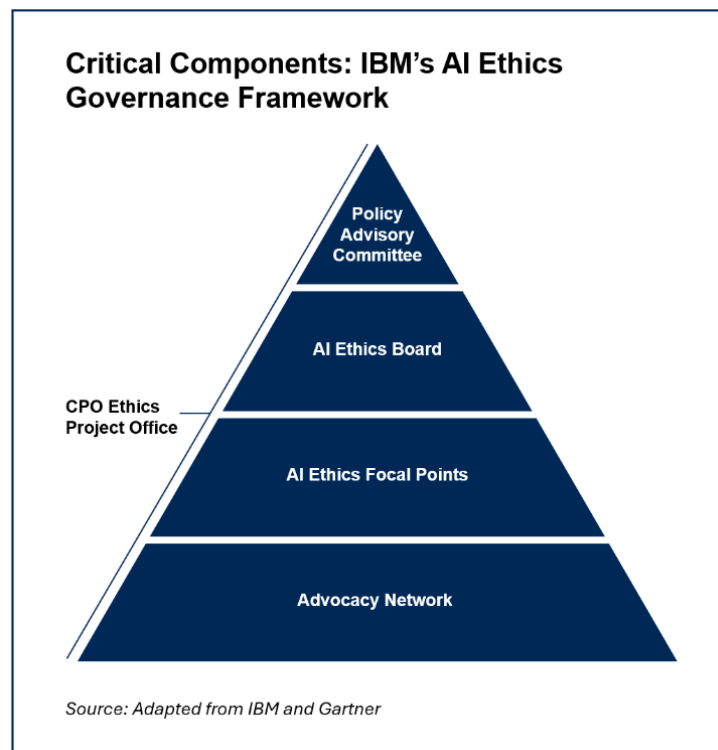 Critical Components: IBM's AI Ethics
Governance Framework
Policy
Advisory
Committee
AI Ethics Board
CPO Ethics
Project Office
AI Ethics Focal Points
Advocacy Network
Source: Adapted from IBM and Gartner